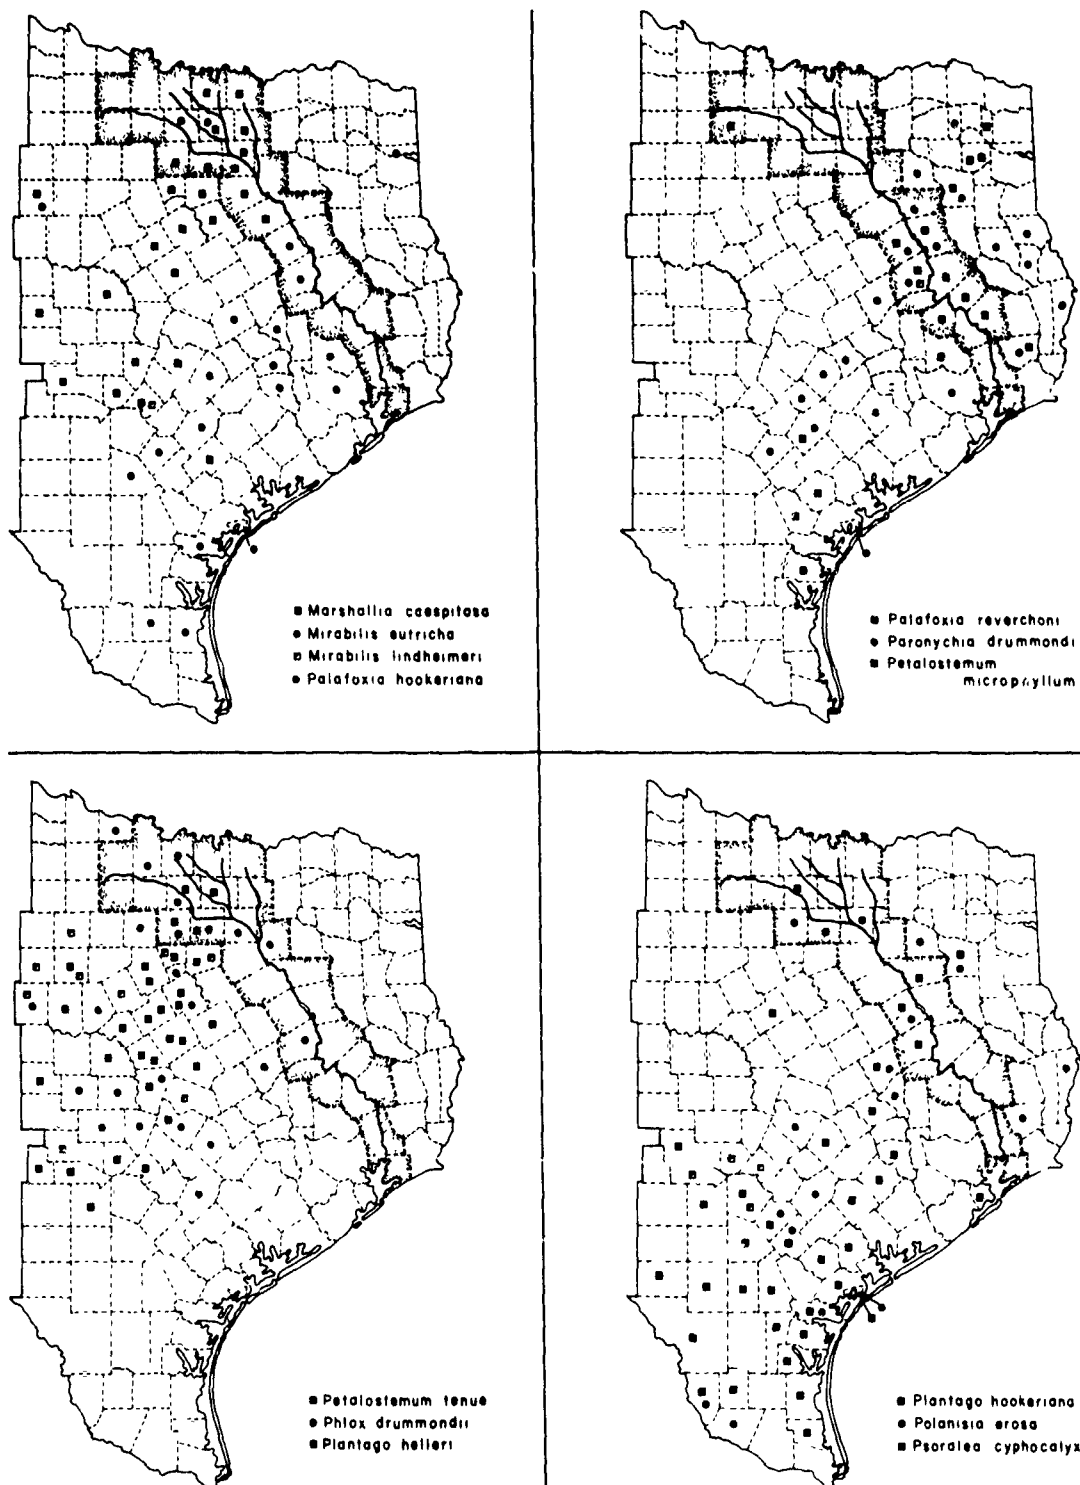 Marshallia caespitosa
Mirabilis eutricha
Mirabilis lindheimeri
Palafoxia hookeriana
Palafoxia reverchoni
Paronychia drummondi
Petalostemum
microphyllum
Petalostemum tenue
Phlox drummondii
Plantago helleri
Plantago hookeriana
Polanisia erosa
Psoralea cyphocalyx